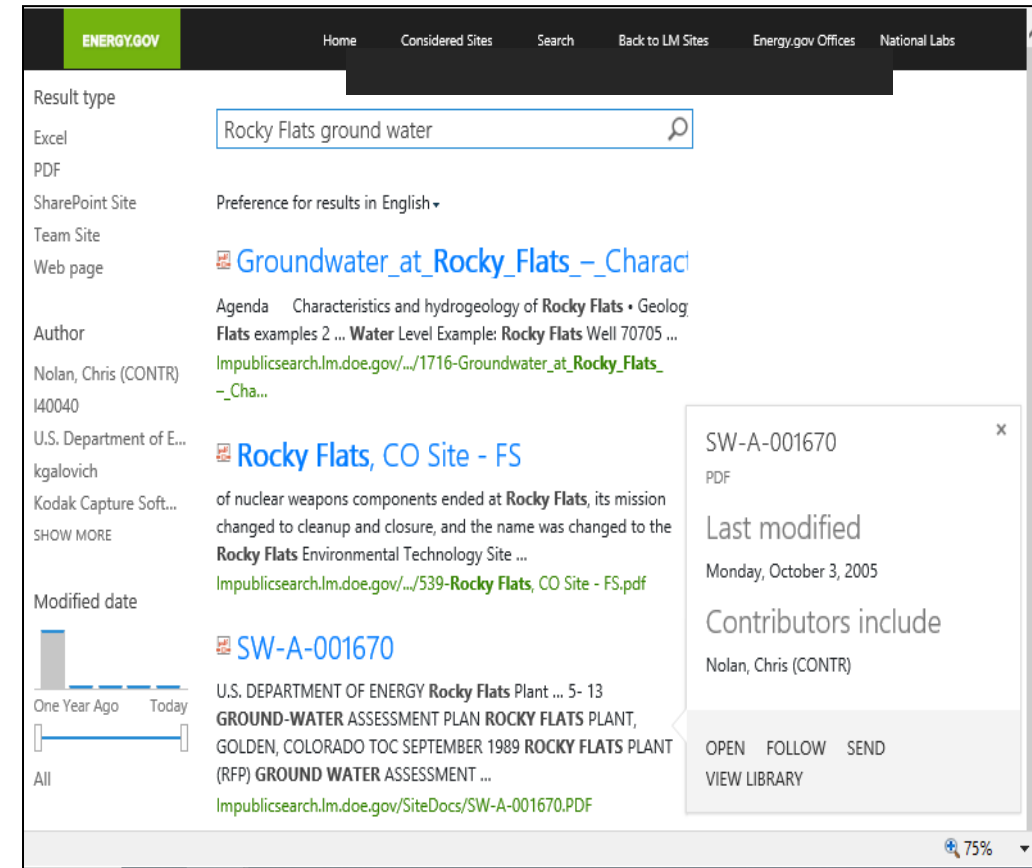 ENERGY.GOV
Home Considered Sites Search Back to LM Sites Energy.gov Offices National Labs
Result type
Excel
PDF
SharePoint Site
Team Site
Web page
Author
Nolan, Chris (CONTR)
I40040
U.S. Department of E...
kgalovich
Kodak Capture Soft...
SHOW MORE
Modified date
One Year Ago Today
All
Rocky Flats ground water
Preference for results in English
Groundwater_at_Rocky_Flats_–_Charact
Agenda Characteristics and hydrogeology of Rocky Flats • Geology
Flats examples 2 ... Water Level Example: Rocky Flats Well 70705 ...
lmpublicsearch.lm.doe.gov/.../1716-Groundwater_at_Rocky_Flats_
–_Cha...
Rocky Flats, CO Site - FS
of nuclear weapons components ended at Rocky Flats, its mission
changed to cleanup and closure, and the name was changed to the
Rocky Flats Environmental Technology Site ...
lmpublicsearch.lm.doe.gov/.../539-Rocky Flats, CO Site - FS.pdf
SW-A-001670
U.S. DEPARTMENT OF ENERGY Rocky Flats Plant ... 5- 13
GROUND-WATER ASSESSMENT PLAN ROCKY FLATS PLANT,
GOLDEN, COLORADO TOC SEPTEMBER 1989 ROCKY FLATS PLANT
(RFP) GROUND WATER ASSESSMENT ...
lmpublicsearch.lm.doe.gov/SiteDocs/SW-A-001670.PDF
SW-A-001670
x
PDF
Last modified
Monday, October 3, 2005
Contributors include
Nolan, Chris (CONTR)
OPEN FOLLOW SEND
VIEW LIBRARY
75%